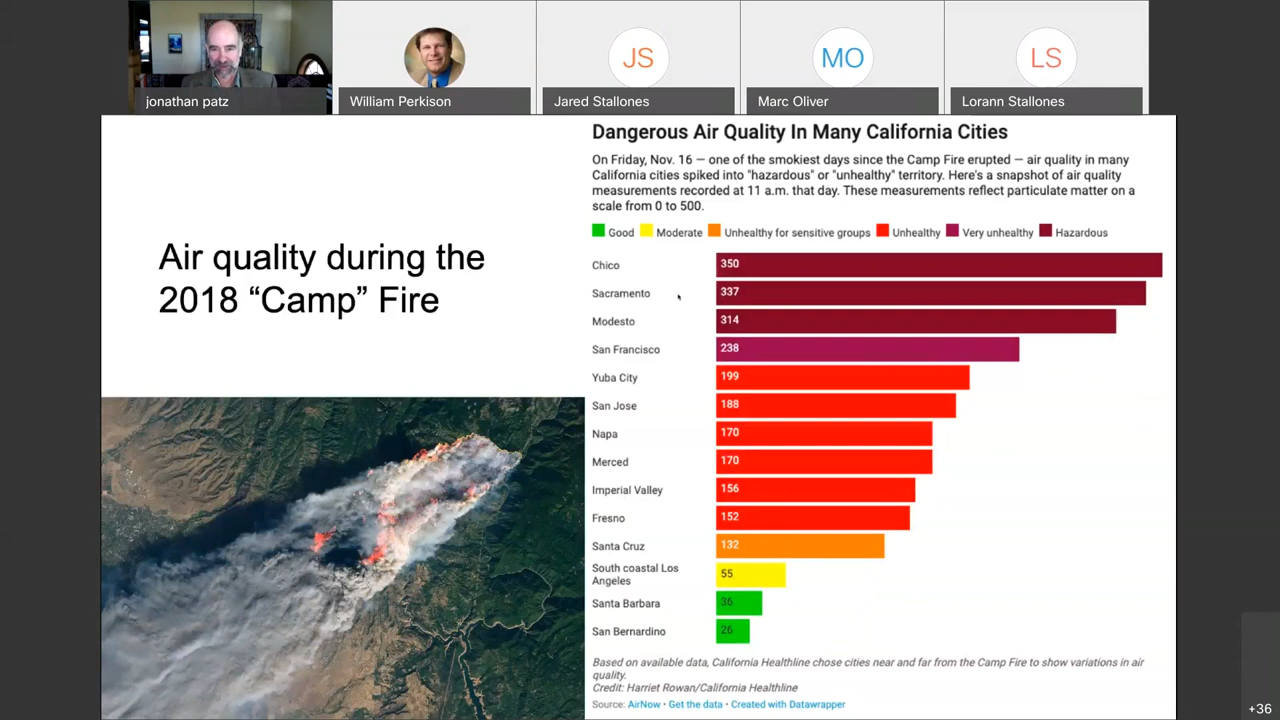 JS
MO
LS
jonathan patz
William Perkison
Jared Stallones
Marc Oliver
Lorann Stallones
Air quality during the
2018 “Camp” Fire
Dangerous Air Quality In Many California Cities
On Friday, Nov. 16 — one of the smokiest days since the Camp Fire erupted — air quality in many
California cities spiked into "hazardous" or "unhealthy" territory. Here's a snapshot of air quality
measurements recorded at 11 a.m. that day. These measurements reflect particulate matter on a
scale from 0 to 500.
Good Moderate Unhealthy for sensitive groups Unhealthy Very unhealthy Hazardous
Chico 350
Sacramento 337
Modesto 314
San Francisco 238
Yuba City 199
San Jose 188
Napa 170
Merced 170
Imperial Valley 156
Fresno 152
Santa Cruz 132
South coastal Los
Angeles 55
Santa Barbara 36
San Bernardino 26
Based on available data, California Healthline chose cities near and far from the Camp Fire to show variations in air
quality.
Credit: Harriet Rowan/California Healthline
Source: AirNow • Get the data • Created with Datawrapper
+36